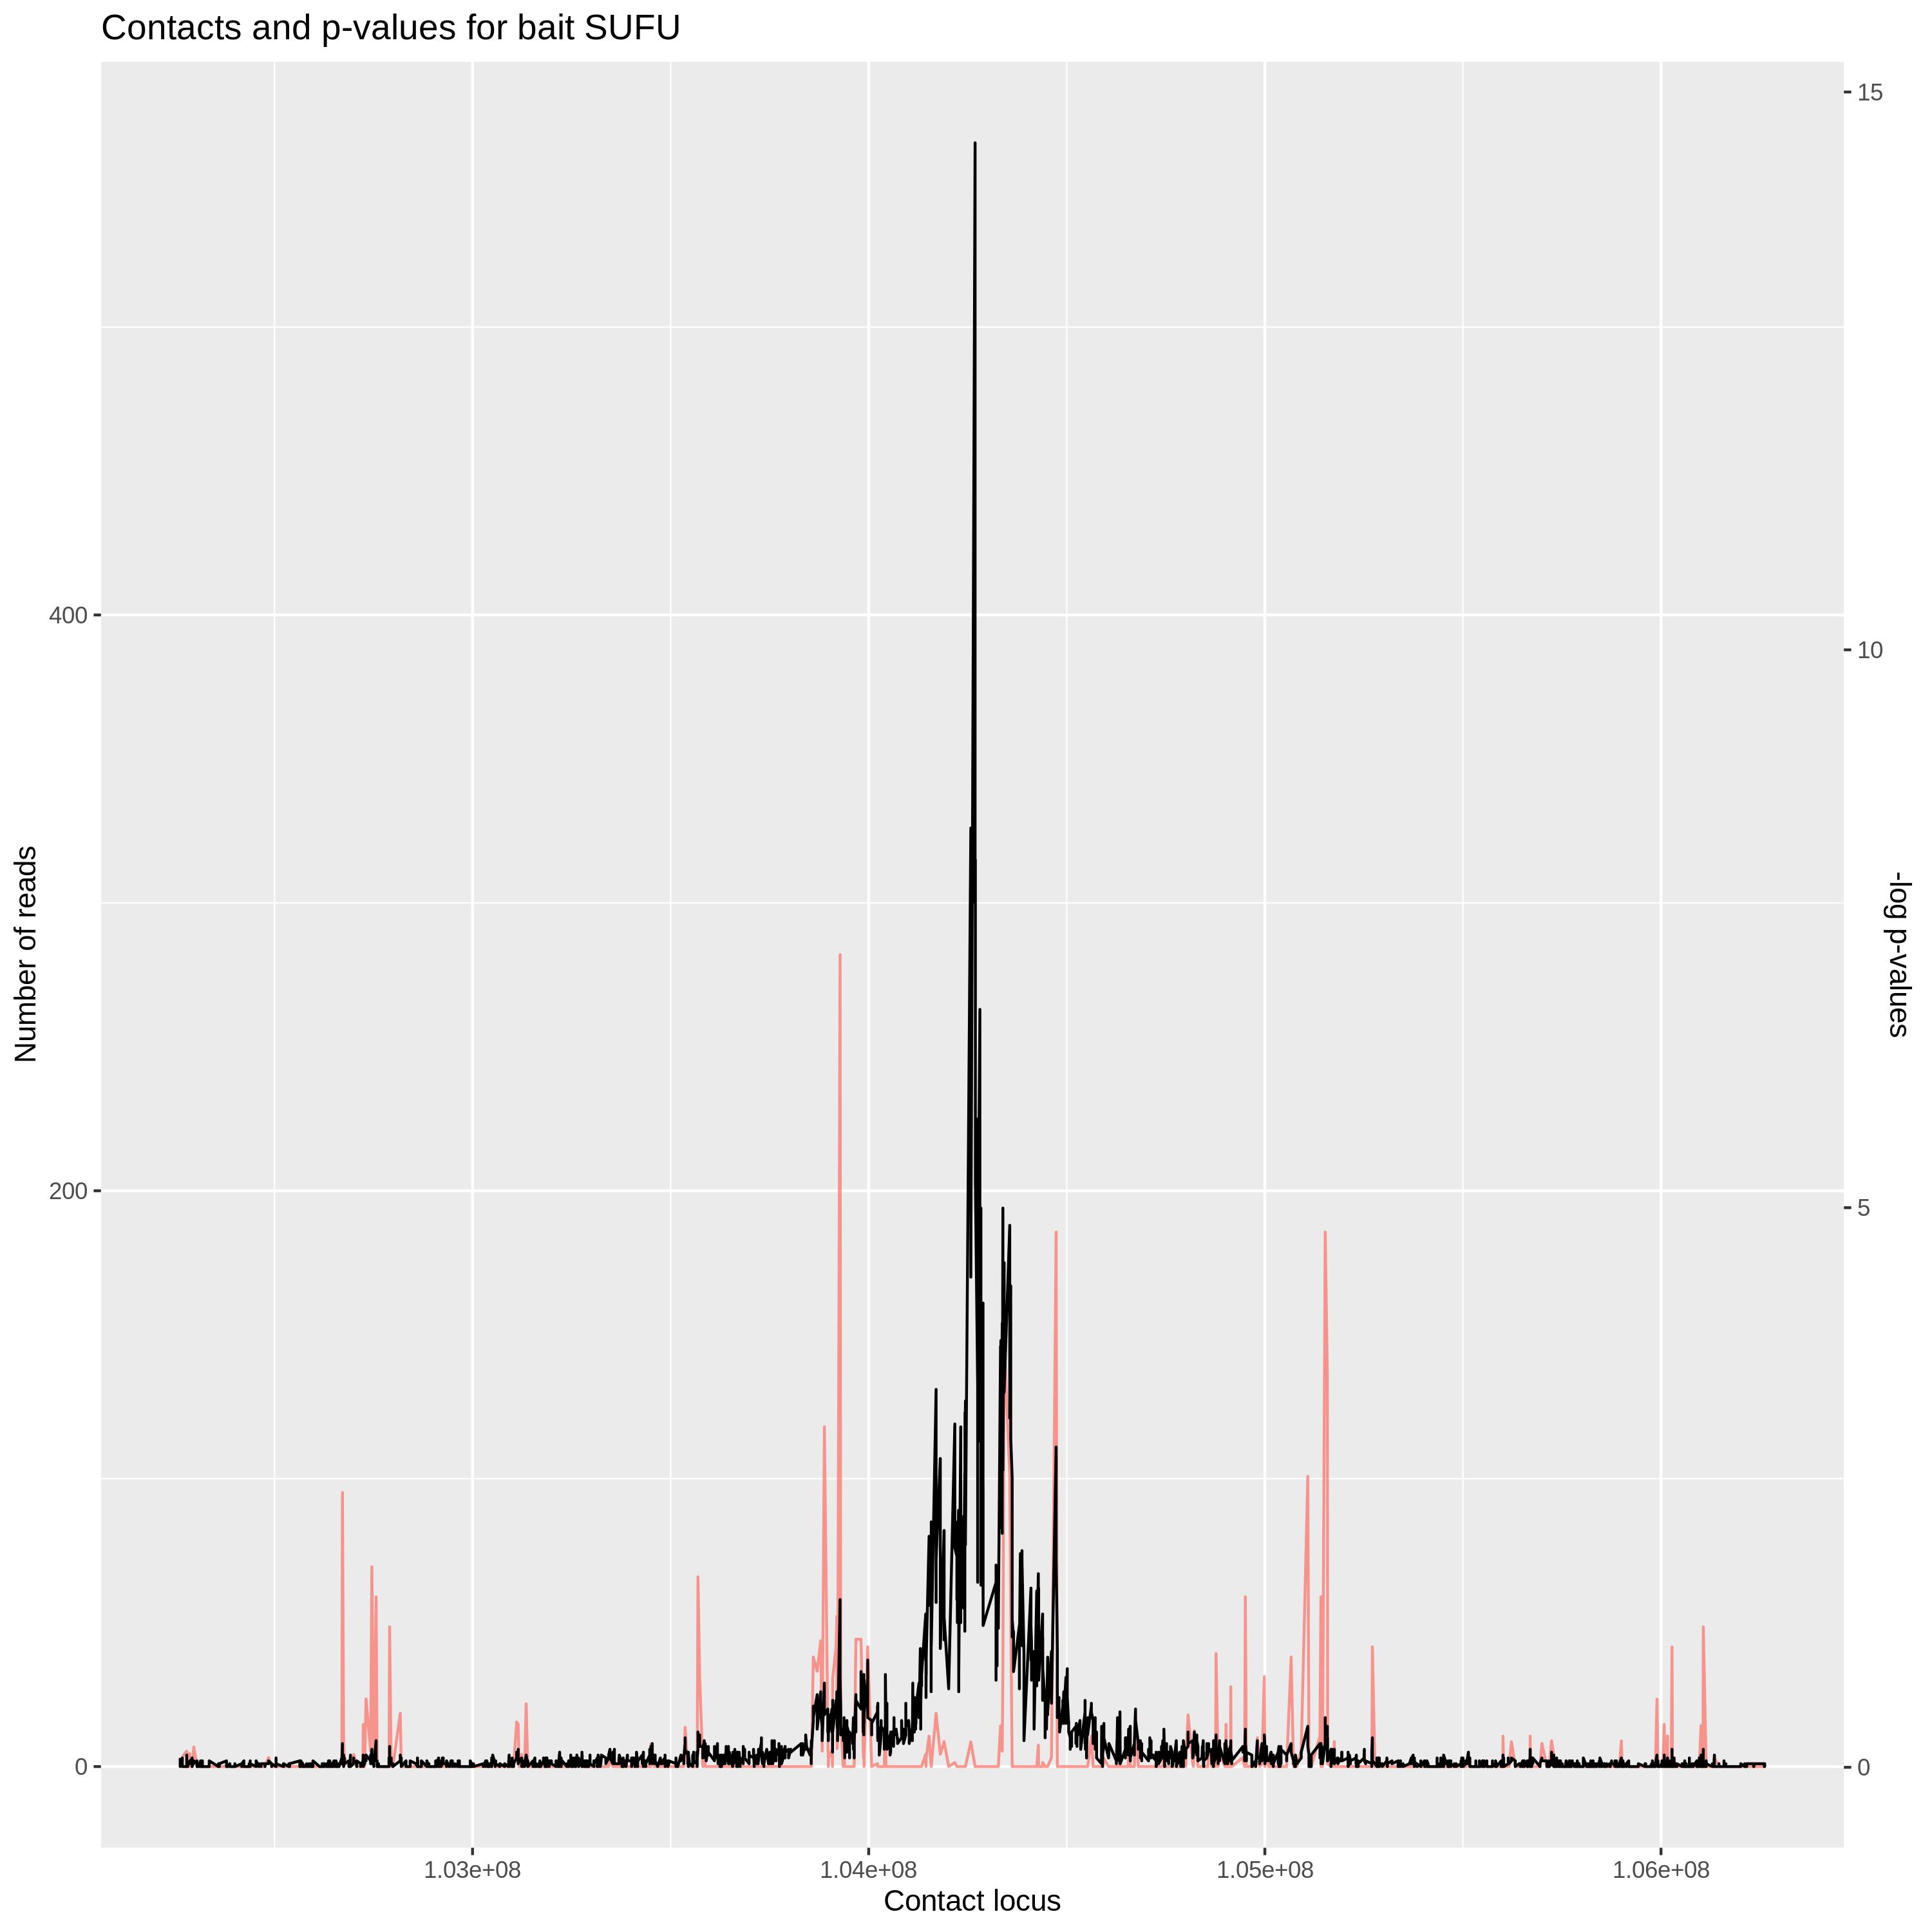 Contacts and p-values for bait SUFU
15
400
10
Number of reads
-log p-values
200
5
0
0
1.03e+08
1.04e+08
1.05e+08
1.06e+08
Contact locus